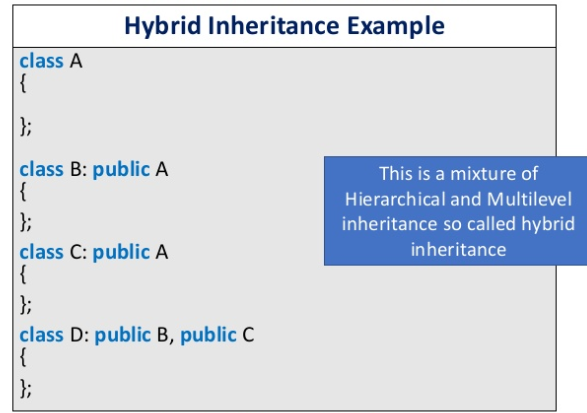 Hybrid Inheritance Example
class A
{
};
class B: public A
{
};
class C: public A
{
};
class D: public B, public C
{
};
This is a mixture of
Hierarchical and Multilevel
inheritance so called hybrid
inheritance